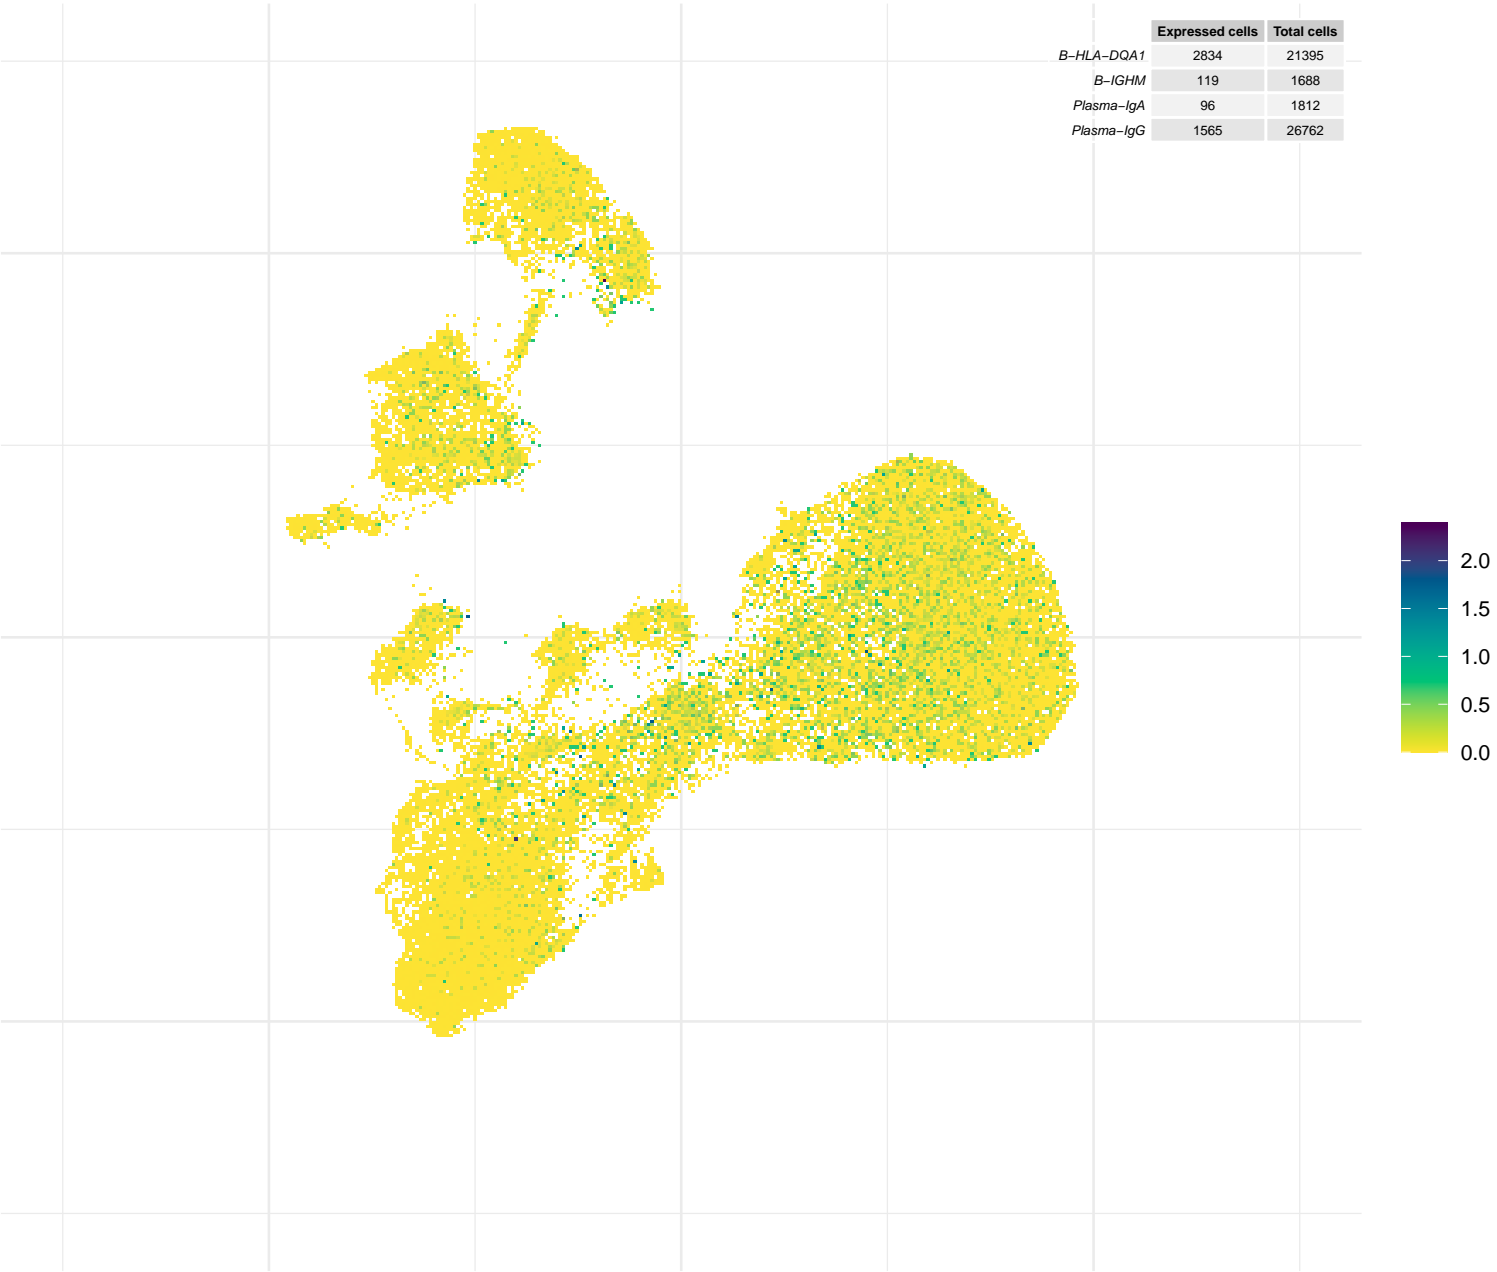 Expressed cells Total cells
B−HLA−DQA1 2834 21395
B−IGHM 119 1688
Plasma−IgA 96 1812
Plasma−IgG 1565 26762
2.0
1.5
1.0
0.5
0.0